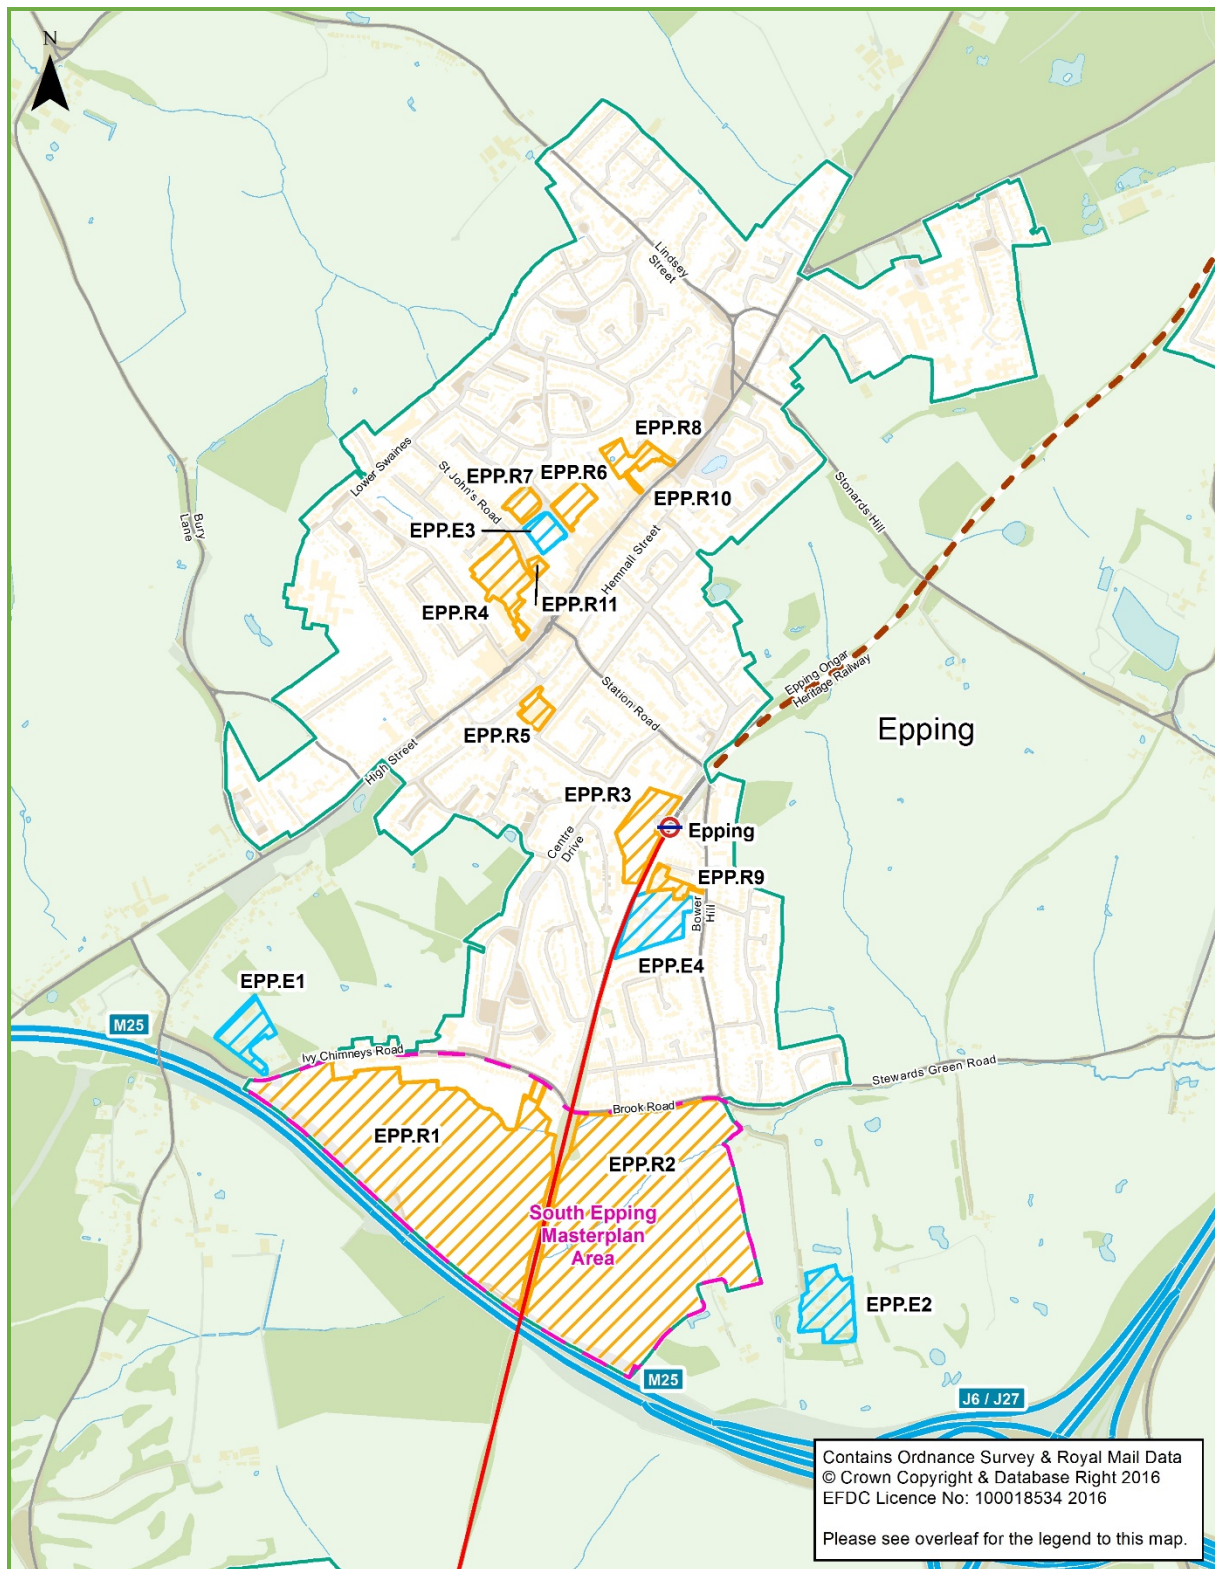 N
Lindsey
Street
EPP.R8
Lower Swaines
St John's Road
EPP.R7
EPP.R6
EPP.R10
Stonards Hill
Bury
Lane
EPP.E3
Hemnall Street
EPP.R4
EPP.R11
Epping Ongar
Heritage Railway
Station Road
Epping
EPP.R5
High Street
EPP.R3
Centre
Drive
Epping
EPP.R9
Bower
Hill
EPP.E4
EPP.E1
M25
Ivy Chimneys Road
Stewards Green Road
Brook Road
EPP.R1
EPP.R2
South Epping
Masterplan
Area
EPP.E2
M25
J6 / J27
Contains Ordnance Survey & Royal Mail Data
© Crown Copyright & Database Right 2016
EFDC Licence No: 100018534 2016
Please see overleaf for the legend to this map.